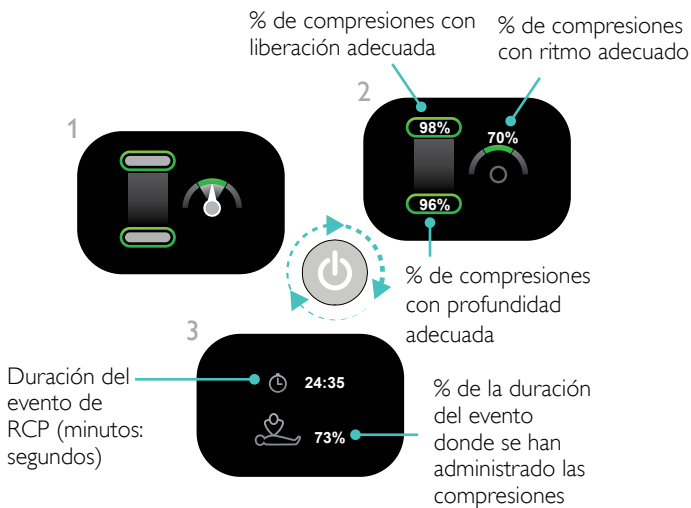 % de compresiones con
liberación adecuada
% de compresiones
con ritmo adecuado
1
2
98%
70%
96%
% de compresiones
con profundidad
adecuada
3
Duración del
evento de
RCP (minutos:
segundos)
24:35
73%
% de la duración
del evento
donde se han
administrado las
compresiones